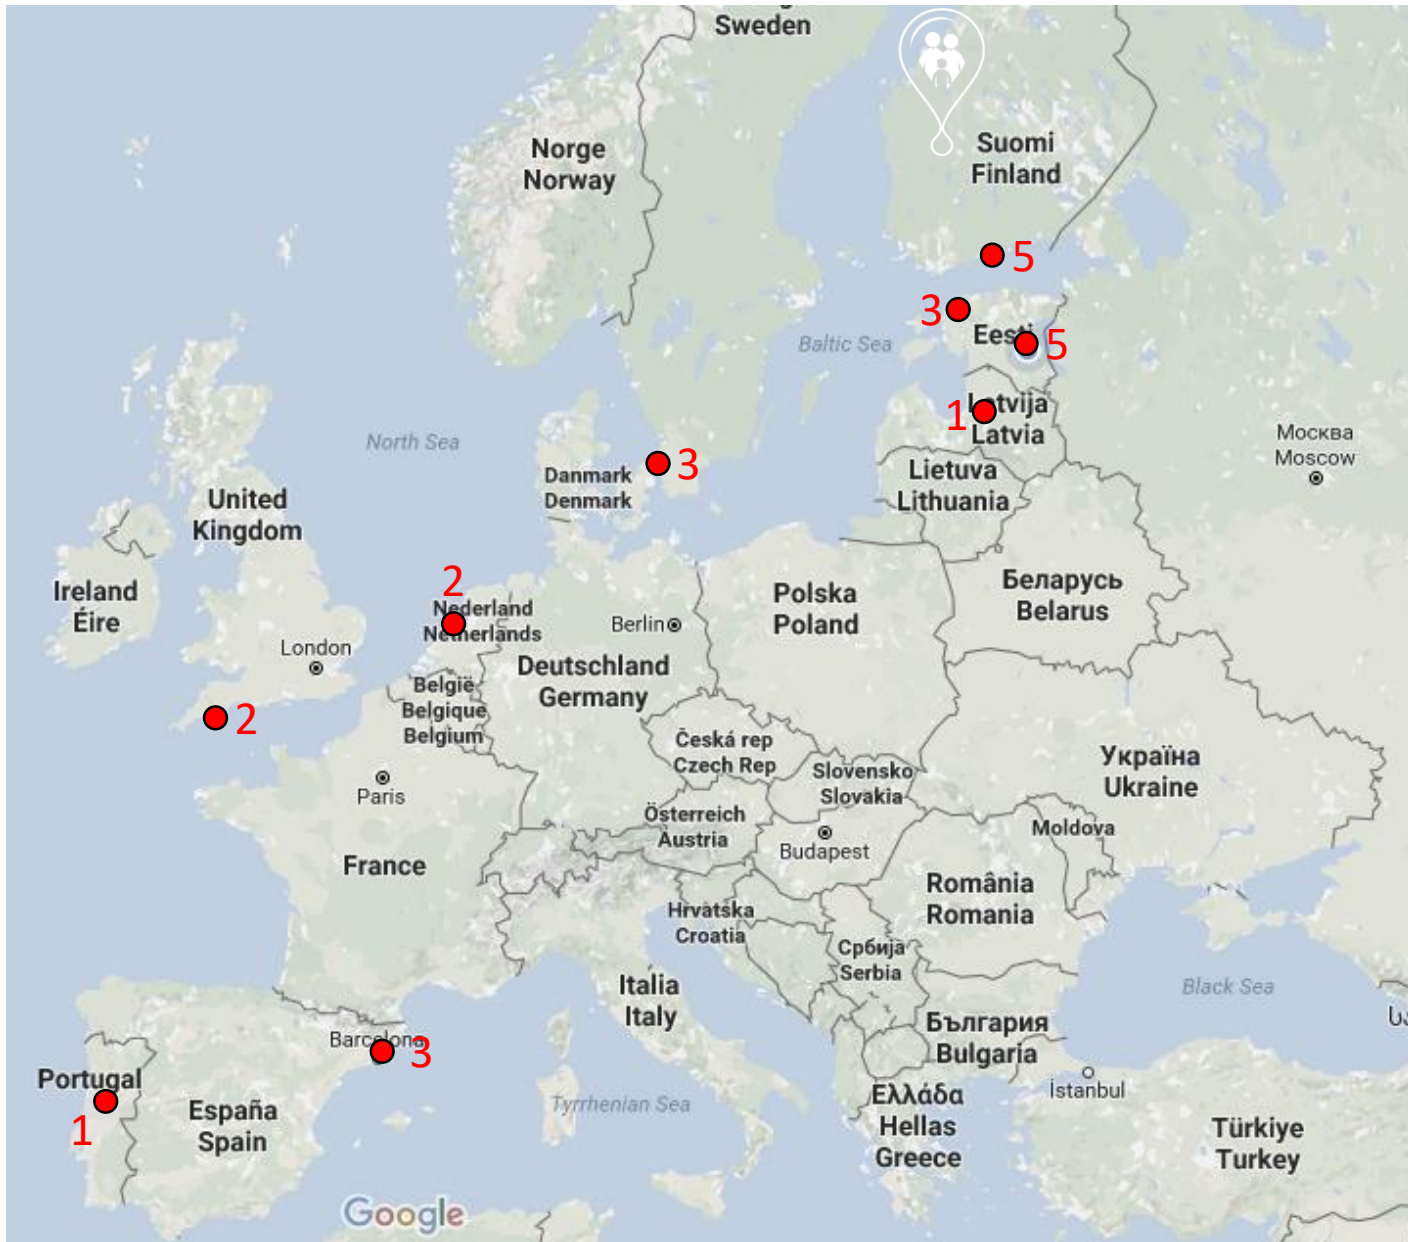 Sweden
Norge
Norway
Suomi
Finland
5
3
Eesti
5
Baltic Sea
1
Latvija
Latvia
Москва
Moscow
North Sea
3
Danmark
Denmark
Lietuva
Lithuania
United
Kingdom
Ireland
Éire
2
Nederland
Netherlands
Berlin
Polska
Poland
Беларусь
Belarus
London
Deutschland
Germany
België
Belgique
Belgium
2
Česká rep
Czech Rep
Slovensko
Slovakia
Україна
Ukraine
Paris
Österreich
Austria
Budapest
Moldova
France
România
Romania
Hrvatska
Croatia
Србија
Serbia
Italia
Italy
Black Sea
Barcelona
3
България
Bulgaria
Portugal
1
España
Spain
Tyrrhenian Sea
İstanbul
Ελλάδα
Hellas
Greece
Türkiye
Turkey
Google